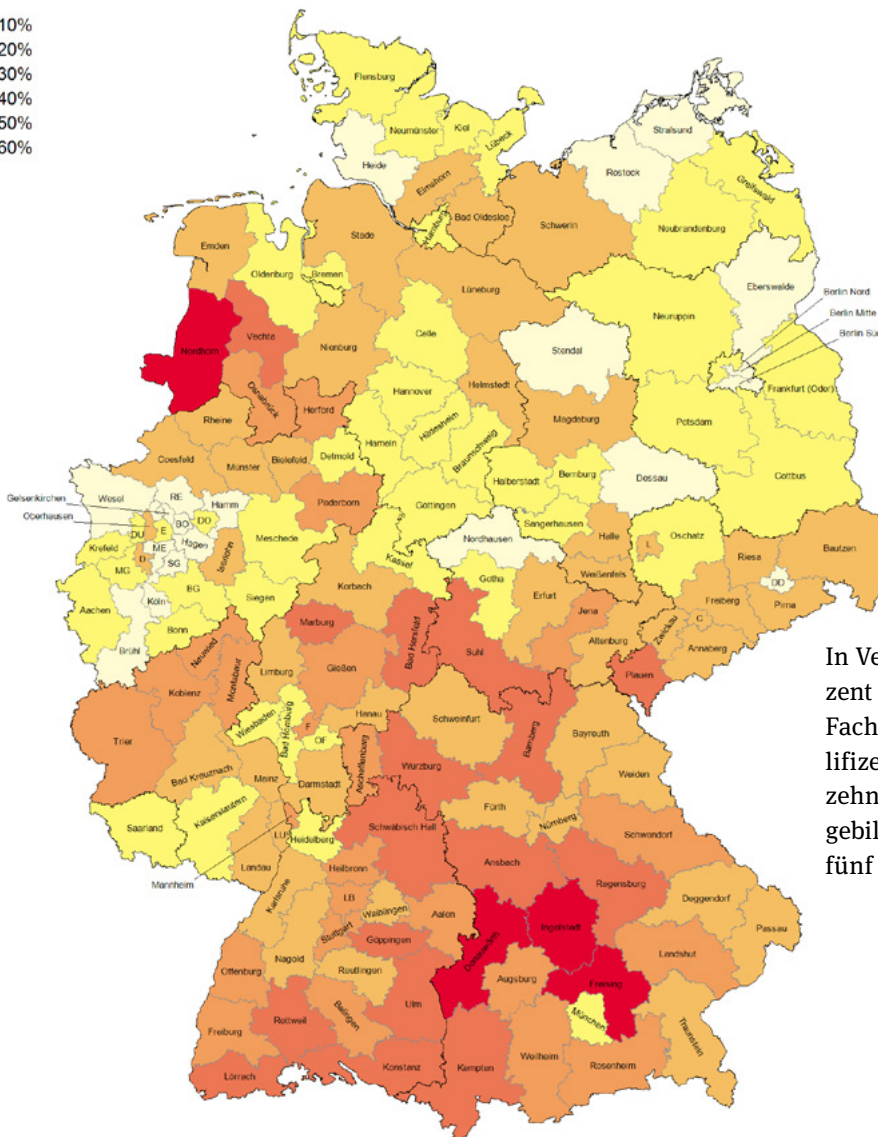 10%
20%
30%
40%
50%
60%
Flensburg
Neumünster
Kiel
Lübeck
Heide
Elmshorn
Hamburg
Bad Oldesloe
Stralsund
Rostock
Greifswald
Schwerin
Neubrandenburg
Emden
Oldenburg
Bremen
Stade
Lüneburg
Eberswalde
Berlin Nord
Berlin Mitte
Berlin Sü
Neuruppin
Nordhorn
Vechta
Nienburg
Celle
Stendal
Osnabrück
Herford
Hannover
Helmstedt
Frankfurt (Oder)
Rheine
Hameln
Hildesheim
Braunschweig
Magdeburg
Potsdam
Coesfeld
Münster
Bielefeld
Detmold
Halberstadt
Bernburg
Dessau
Cottbus
Gelsenkirchen
Wesel
RE
Hamm
Paderborn
Göttingen
Sangerhausen
Oberhausen
DU
E
BO
DO
Meschede
Nordhausen
Halle
L
Oschatz
Krefeld
D
ME
Hagen
Iserlohn
Kassel
Weißenfels
Riesa
Bautzen
MG
SG
Korbach
Gotha
Erfurt
DD
Aachen
Köln
BG
Siegen
Jena
Freiberg
Pirna
Bonn
Marburg
Bad Hersfeld
Suhl
Altenburg
Zwickau
C
Annaberg
Brühl
Neuwied
Montabaur
Limburg
Gießen
Plauen
Koblenz
Trier
Wiesbaden
Bad Homburg
F
OF
Hanau
Schweinfurt
Bamberg
Bayreuth
Bad Kreuznach
Mainz
Darmstadt
Aschaffenburg
Würzburg
Weiden
Saarland
Kaiserslautern
LU
Heidelberg
Fürth
Nürnberg
Schwandorf
Mannheim
Landau
Schwäbisch Hall
Ansbach
Regensburg
Karlsruhe
Heilbronn
LB
Waiblingen
Aalen
Deggendorf
Stuttgart
Göppingen
Donauwörth
Ingolstadt
Passau
Offenburg
Nagold
Reutlingen
Ulm
Augsburg
Freising
Landshut
Freiburg
Rottweil
Balingen
München
Traunstein
Lörrach
Konstanz
Kempten
Weilheim
Rosenheim
In Ve
zent
Fach
lifize
zehn
gebil
fünf